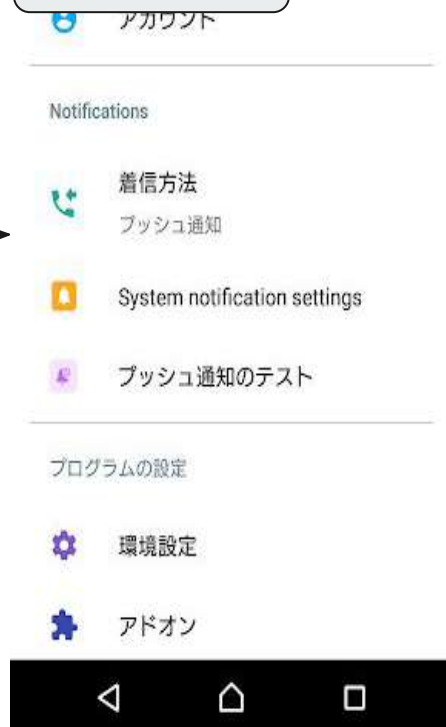 アカウント
Notifications
着信方法
プッシュ通知
System notification settings
プッシュ通知のテスト
プログラムの設定
環境設定
アドオン